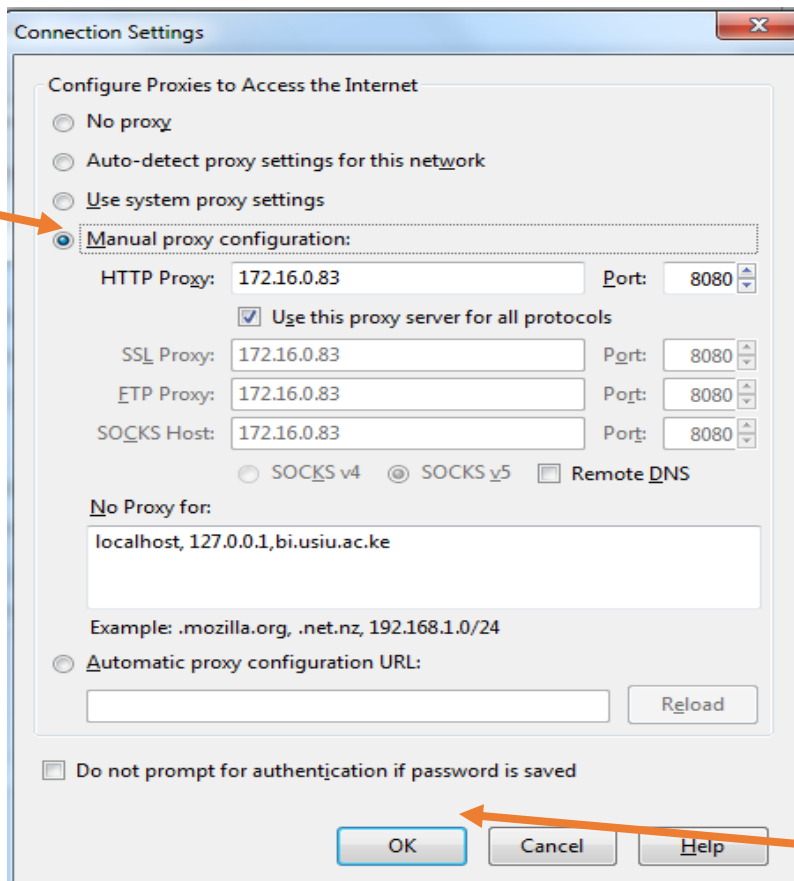 Connection Settings
Configure Proxies to Access the Internet
No proxy
Auto-detect proxy settings for this network
Use system proxy settings
Manual proxy configuration:
HTTP Proxy: 172.16.0.83 Port: 8080
Use this proxy server for all protocols
SSL Proxy: 172.16.0.83 Port: 8080
FTP Proxy: 172.16.0.83 Port: 8080
SOCKS Host: 172.16.0.83 Port: 8080
SOCKS v4 SOCKS v5 Remote DNS
No Proxy for:
localhost, 127.0.0.1,bi.usiu.ac.ke
Example: .mozilla.org, .net.nz, 192.168.1.0/24
Automatic proxy configuration URL:
Reload
Do not prompt for authentication if password is saved
OK Cancel Help